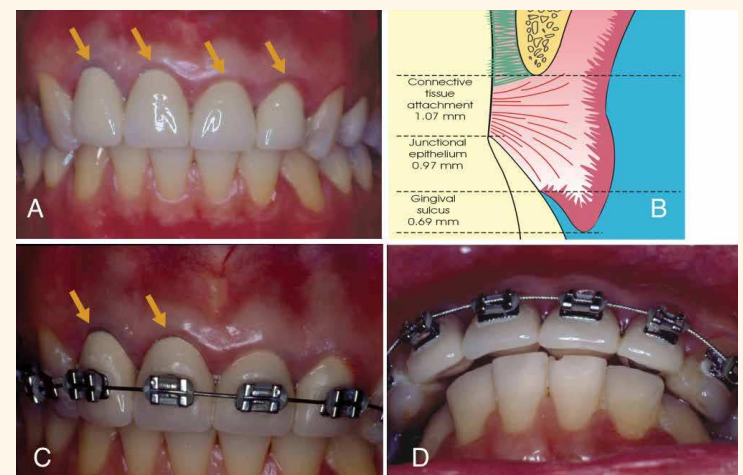 A
Connective
tissue
attachment
1.07 mm
Junctional
epithelium
0.97 mm
Gingival
sulcus
0.69 mm
B
C
D